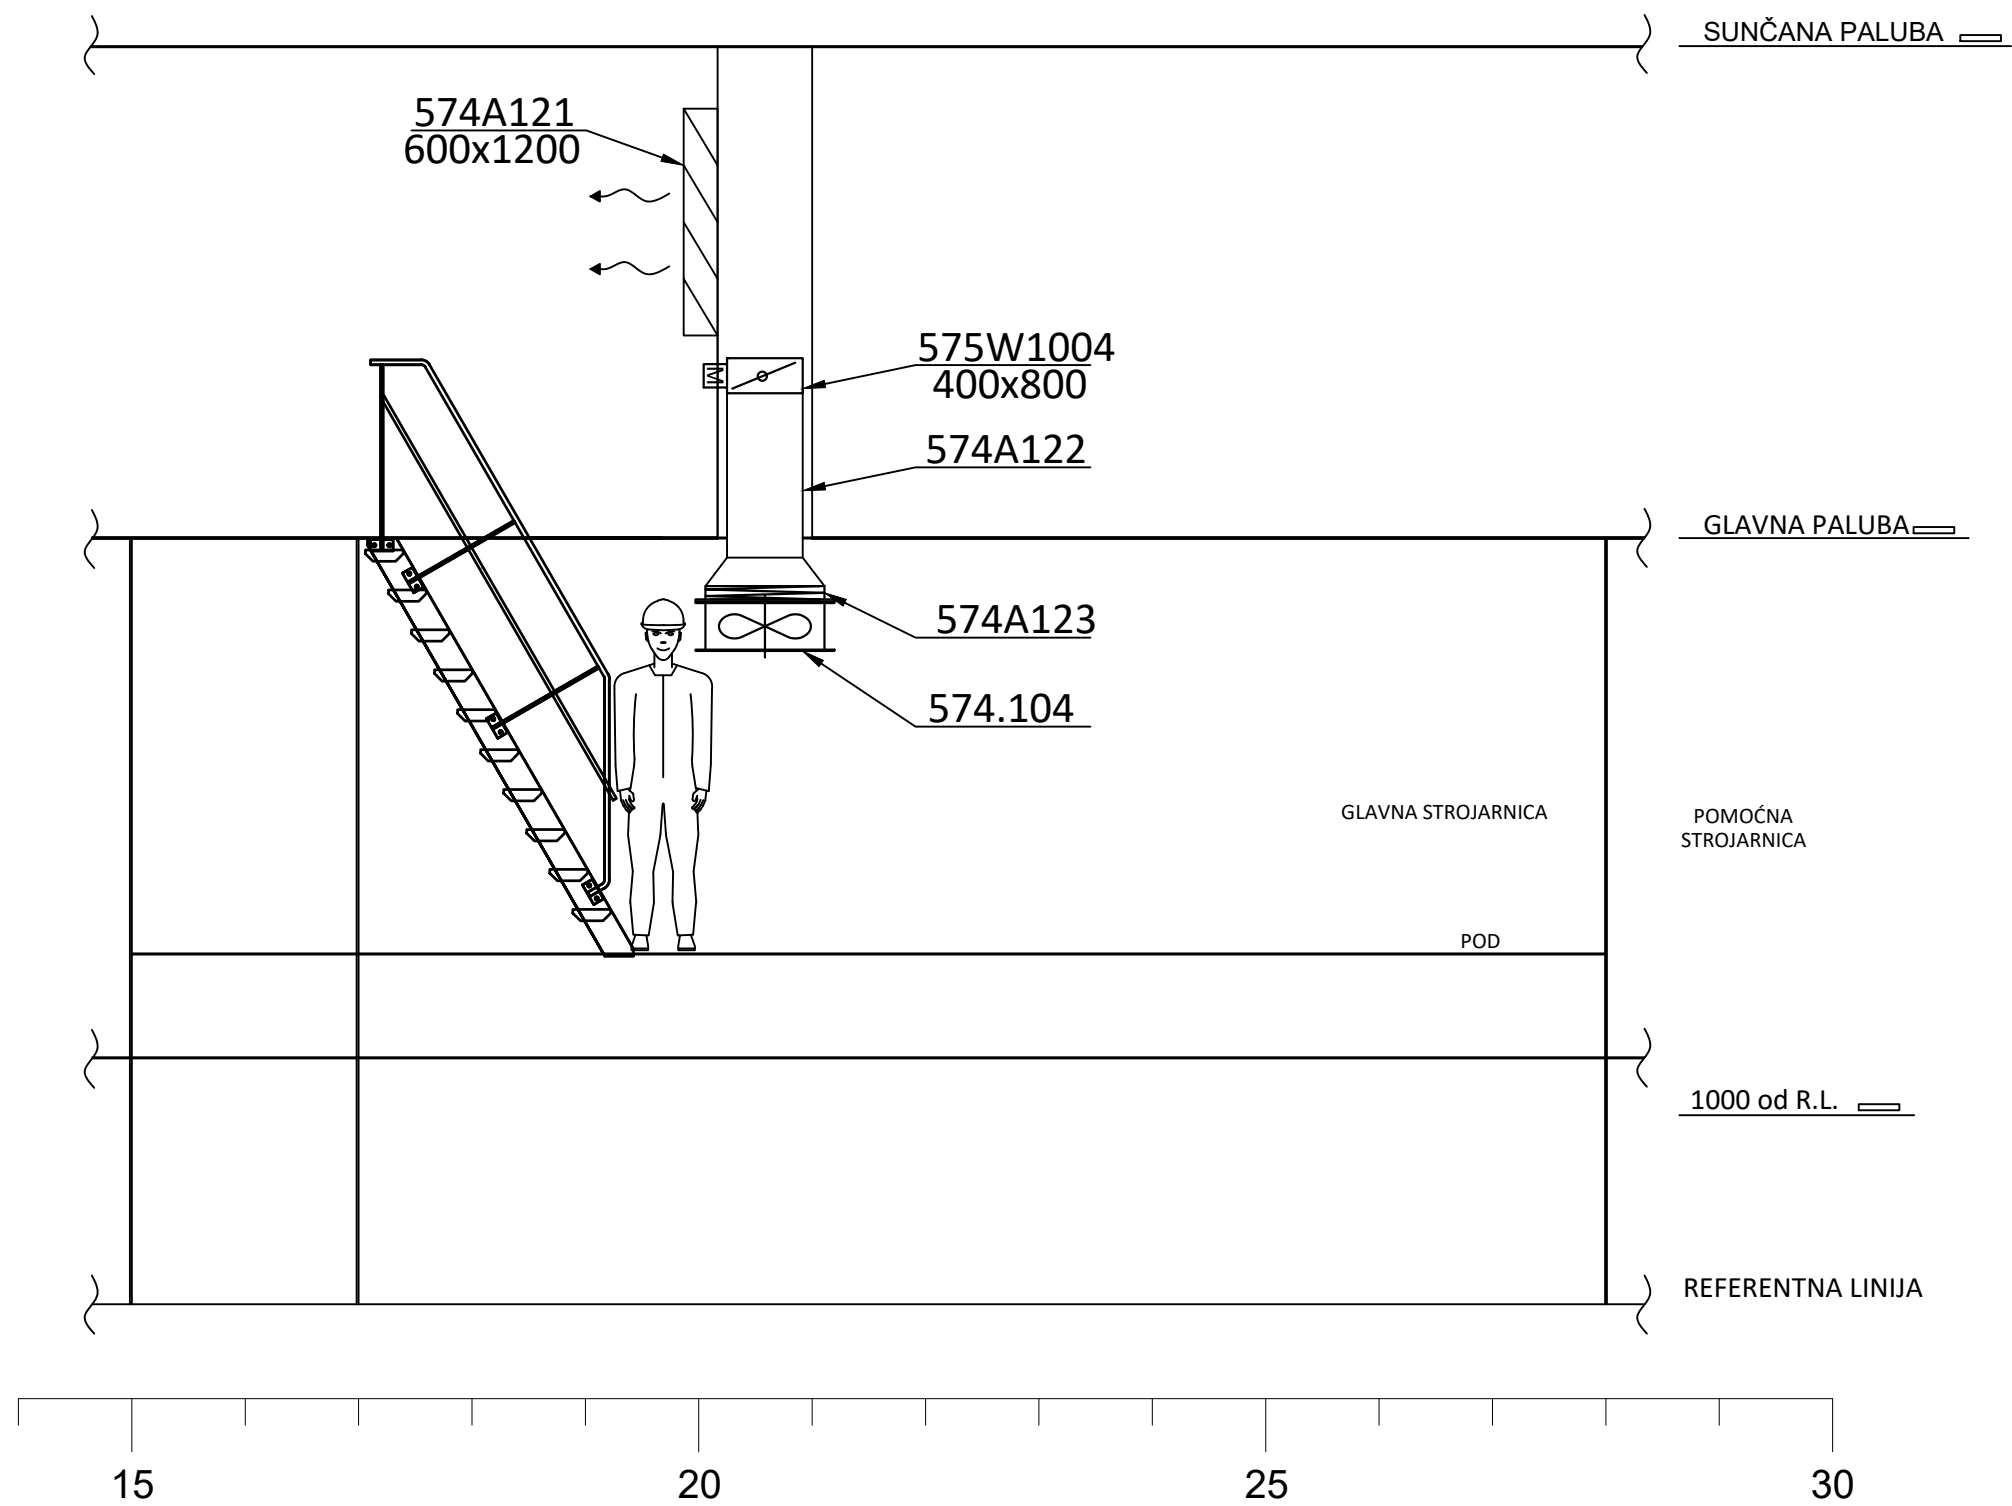 SUNČANA PALUBA
574A121
600x1200
575W1004
400x800
574A122
GLAVNA PALUBA
574A123
574.104
GLAVNA STROJARNICA
POMOĆNA
STROJARNICA
POD
1000 od R.L.
REFERENTNA LINIJA
15 20 25 30